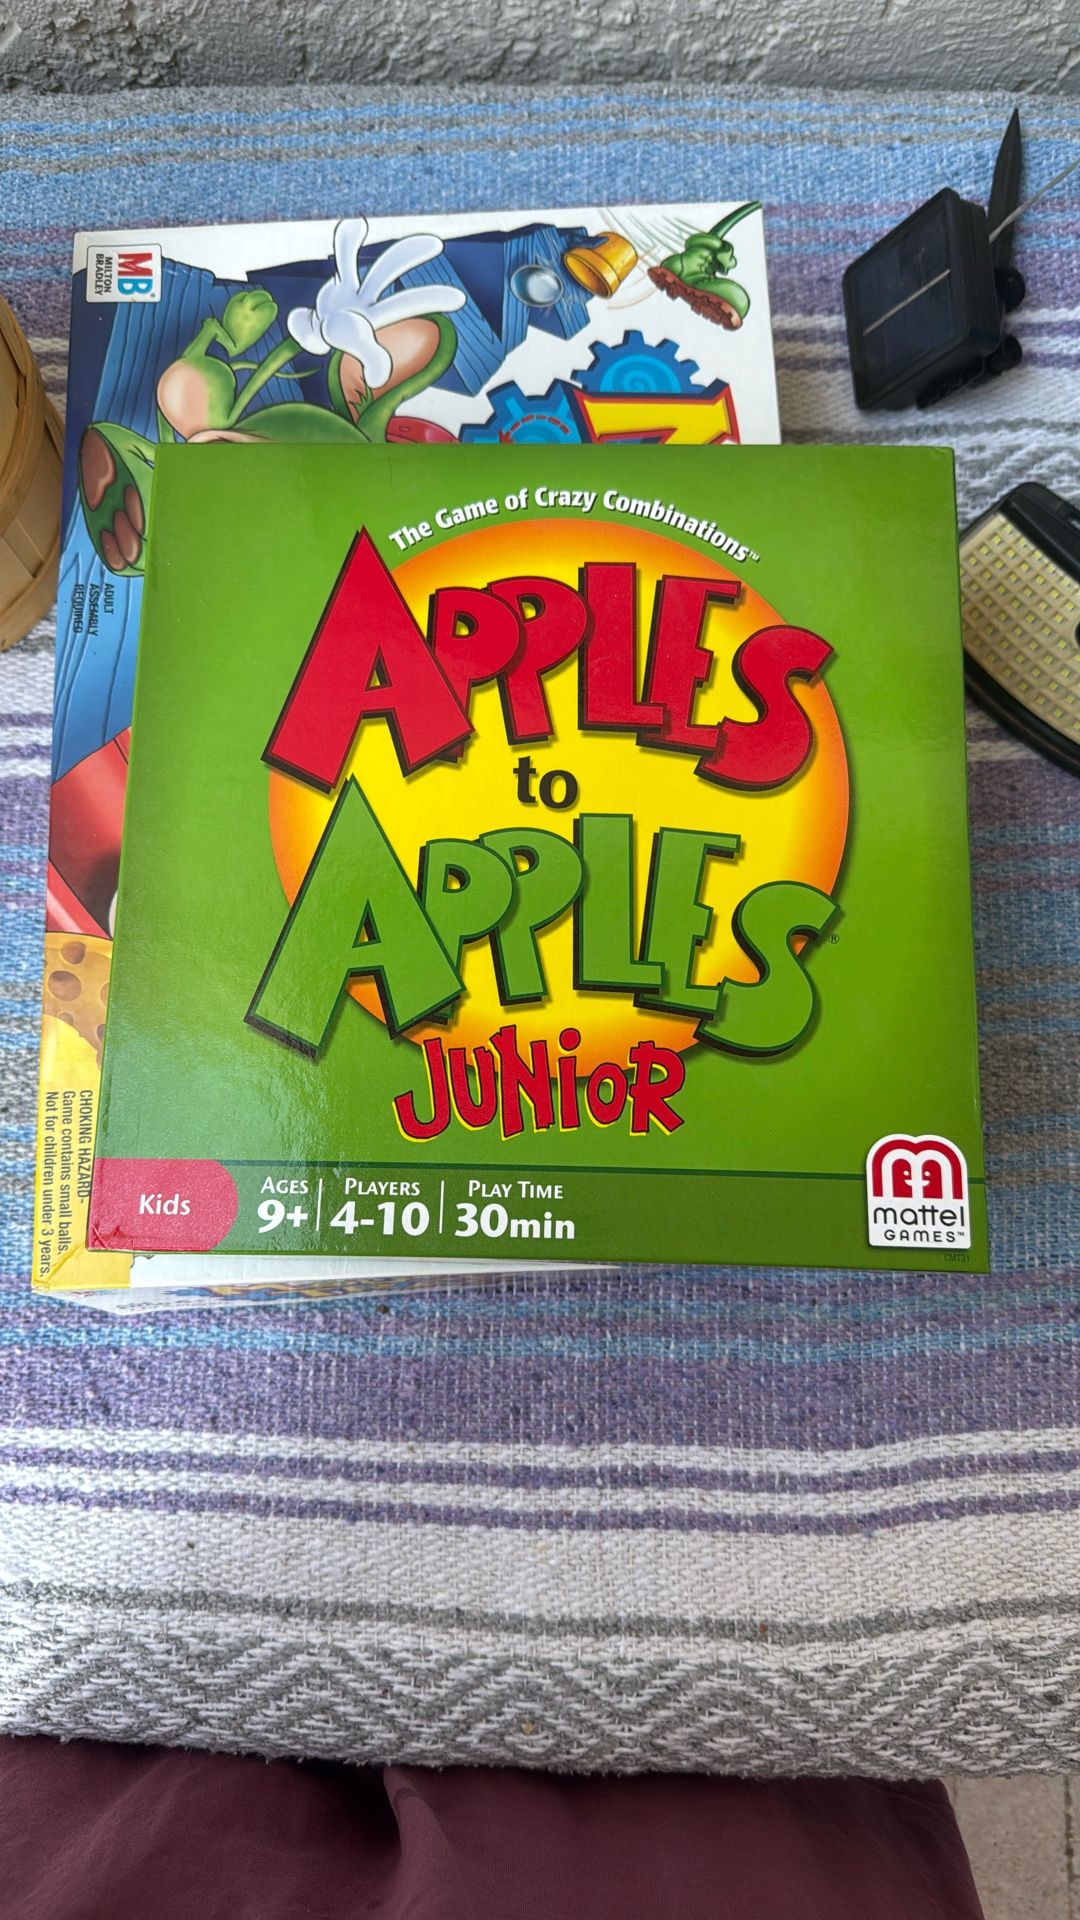 MB®
MILTON
BRADLEY
ADULT
ASSEMBLY
REQUIRED
The Game of Crazy Combinations™
APPLES
to
APPLES®
JUNIOR
Kids
AGES
9+
PLAYERS
4-10
PLAY TIME
30min
mattel
GAMES™
CMT31
CHOKING HAZARD-
Game contains small balls.
Not for children under 3 years.